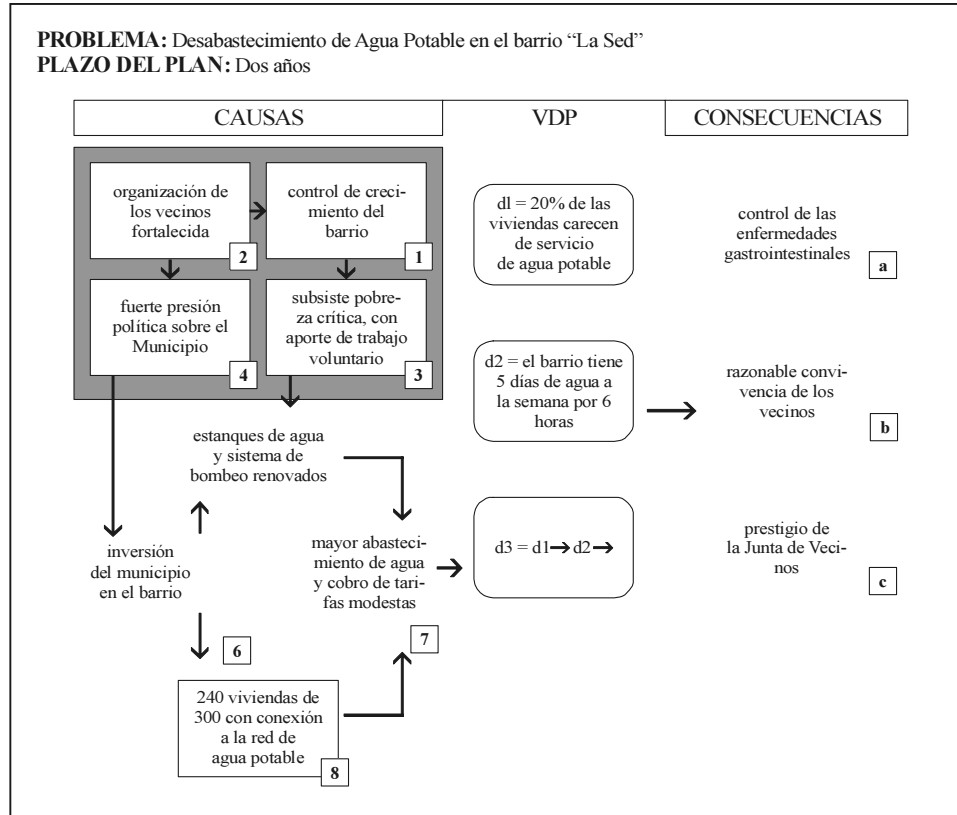 PROBLEMA: Desabastecimiento de Agua Potable en el barrio “La Sed”
PLAZO DEL PLAN: Dos años
CAUSAS
VDP
CONSECUENCIAS
organización de
los vecinos
fortalecida
2
control de creci-
miento del
barrio
1
dl = 20% de las
viviendas carecen
de servicio
de agua potable
control de las
enfermedades
gastrointestinales
a
fuerte presión
política sobre el
Municipio
4
subsiste pobre-
za crítica, con
aporte de trabajo
voluntario
3
d2 = el barrio tiene
5 días de agua a
la semana por 6
horas
razonable convi-
vencia de los
vecinos
b
estanques de agua
y sistema de
bombeo renovados
inversión
del municipio
en el barrio
6
mayor abasteci-
miento de agua
y cobro de tari-
fas modestas
7
d3 = d1→ d2→
prestigio de
la Junta de Veci-
nos
c
240 viviendas de
300 con conexión
a la red de
agua potable
8